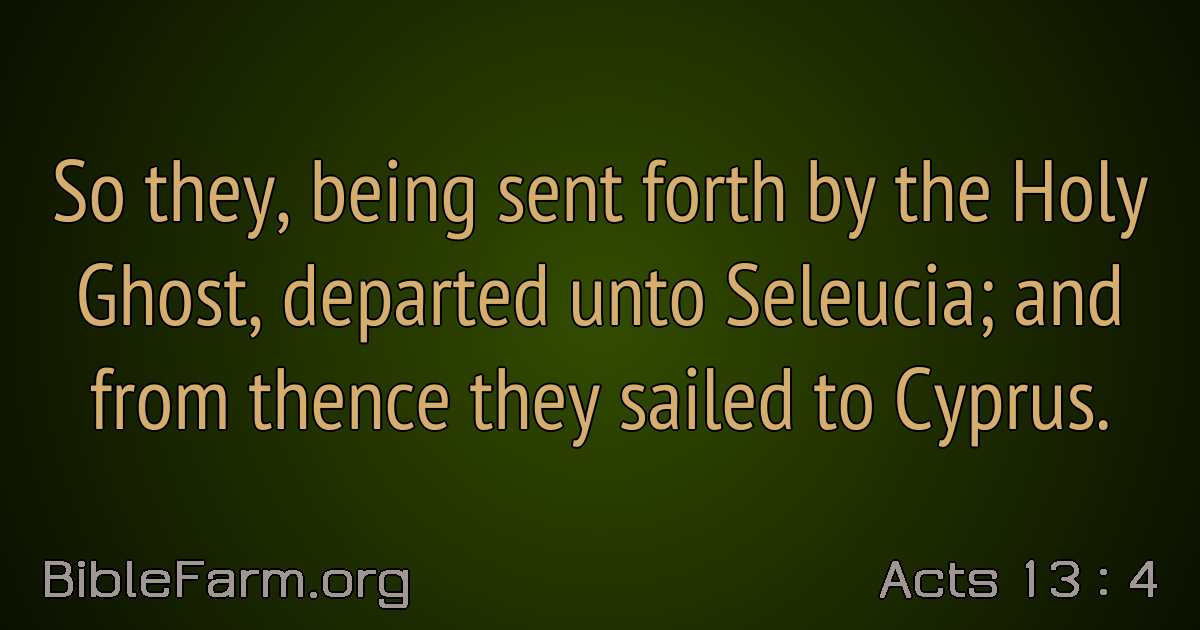 So they, being sent forth by the Holy
Ghost, departed unto Seleucia; and
from thence they sailed to Cyprus.
BibleFarm.org
Acts 13 : 4